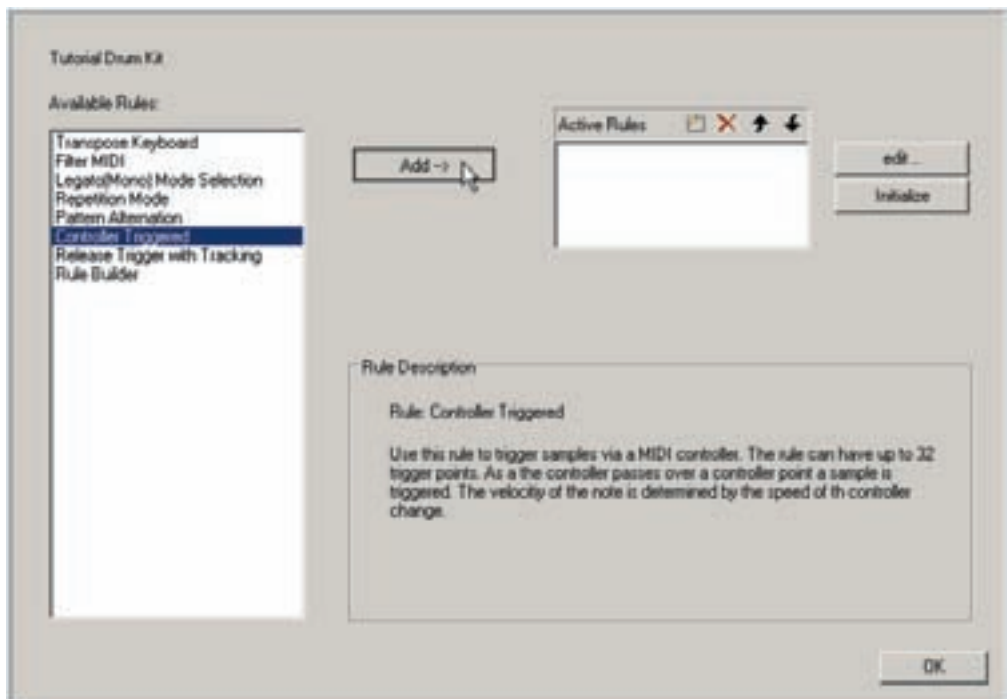 Tutorial Drum Kit
Available Rules:
Transpose Keyboard
Filter MIDI
Legato(Mono) Mode Selection
Repetition Mode
Pattern Alternation
Controller Triggered
Release Trigger with Tracking
Rule Builder
Add ->
Active Rules
edit...
Initialize
Rule Description
Rule: Controller Triggered
Use this rule to trigger samples via a MIDI controller. The rule can have up to 32
trigger points. As a the controller passes over a controller point a sample is
triggered. The velocitiy of the note is determined by the speed of th controller
change.
OK